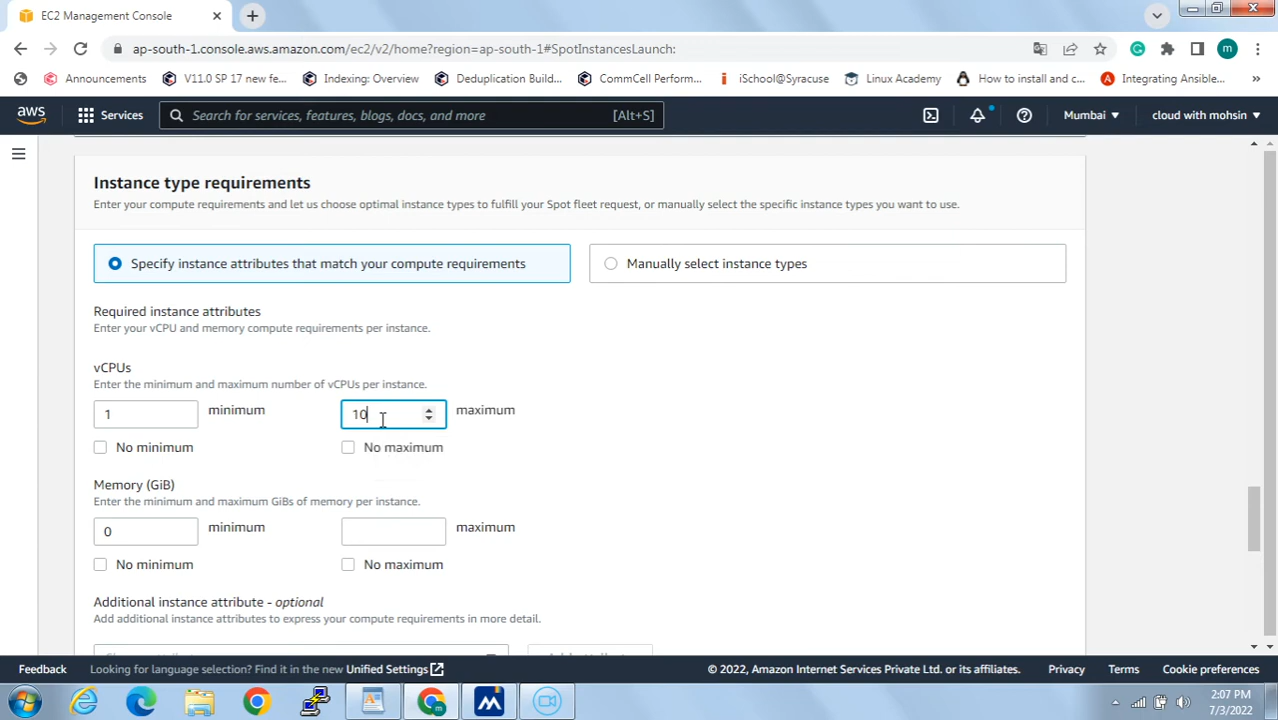 EC2 Management Console
ap-south-1.console.aws.amazon.com/ec2/v2/home?region=ap-south-1#SpotInstancesLaunch:
m
Announcements
V11.0 SP 17 new fe...
Indexing: Overview
Deduplication Build...
CommCell Perform...
iSchool@Syracuse
Linux Academy
How to install and c...
Integrating Ansible...
aws
Services
Search for services, features, blogs, docs, and more
[Alt+S]
Mumbai
cloud with mohsin
Instance type requirements
Enter your compute requirements and let us choose optimal instance types to fulfill your Spot fleet request, or manually select the specific instance types you want to use.
Specify instance attributes that match your compute requirements
Manually select instance types
Required instance attributes
Enter your vCPU and memory compute requirements per instance.
vCPUs
Enter the minimum and maximum number of vCPUs per instance.
1 minimum 10 maximum
No minimum No maximum
Memory (GiB)
Enter the minimum and maximum GiBs of memory per instance.
0 minimum maximum
No minimum No maximum
Additional instance attribute - optional
Add additional instance attributes to express your compute requirements in more detail.
Feedback
Looking for language selection? Find it in the new Unified Settings
© 2022, Amazon Internet Services Private Ltd. or its affiliates.
Privacy
Terms
Cookie preferences
2:07 PM
7/3/2022